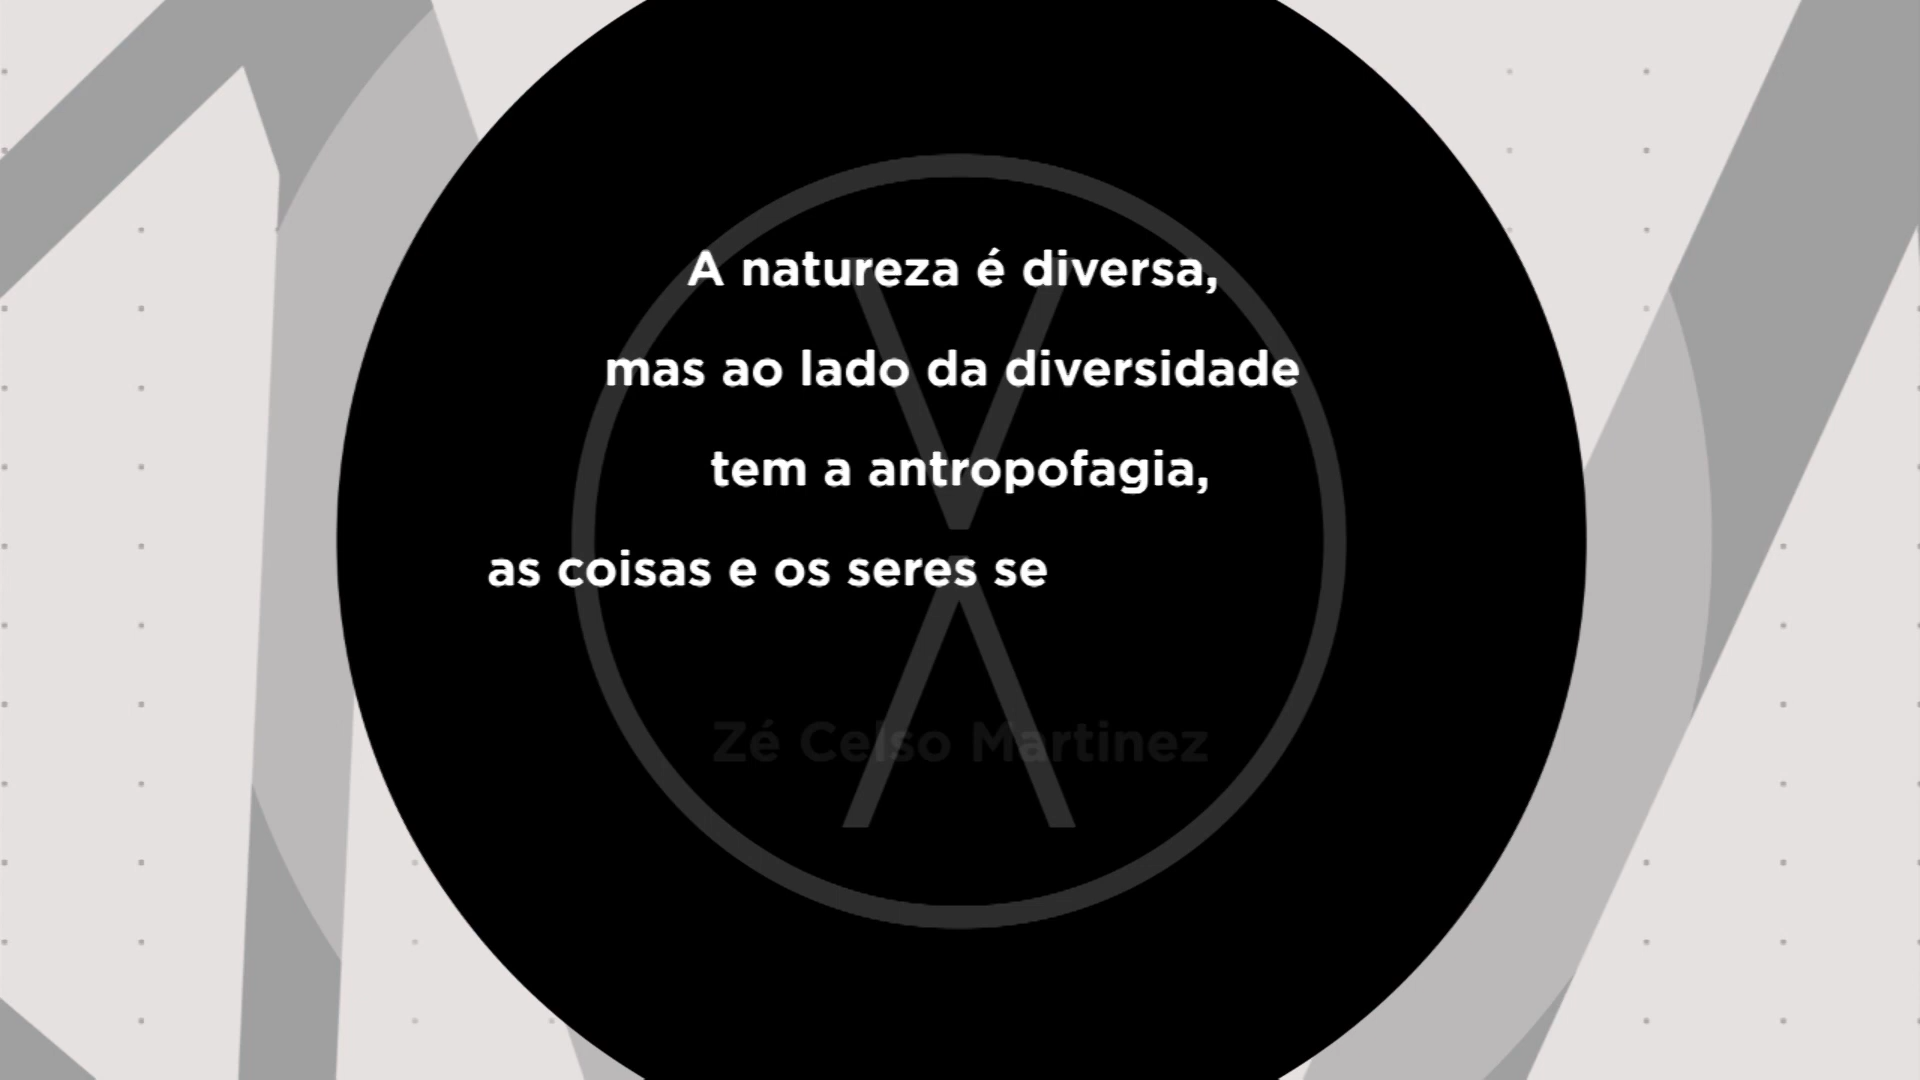 A natureza é diversa,
mas ao lado da diversidade
tem a antropofagia,
as coisas e os seres se
Zé Celso Martinez